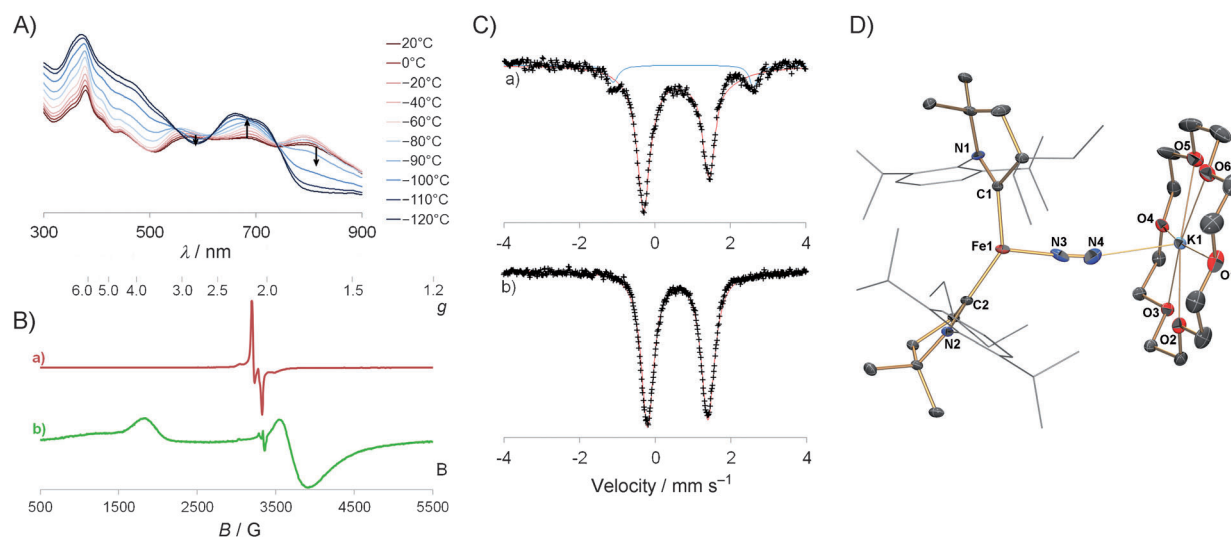 A)
20°C
0°C
−20°C
−40°C
−60°C
−80°C
−90°C
−100°C
−110°C
−120°C
300 500 700 900
λ / nm
6.0 5.0 4.0 3.0 2.5 2.0 1.5 1.2
g
B)
a)
b)
B
500 1500 2500 3500 4500 5500
B / G
C)
a)
-4 -2 0 2 4
b)
-4 -2 0 2 4
Velocity / mm s⁻¹
D)
N1
C1
O5
O6
O4
Fe1
N3
N4
K1
O
C2
N2
O3
O2